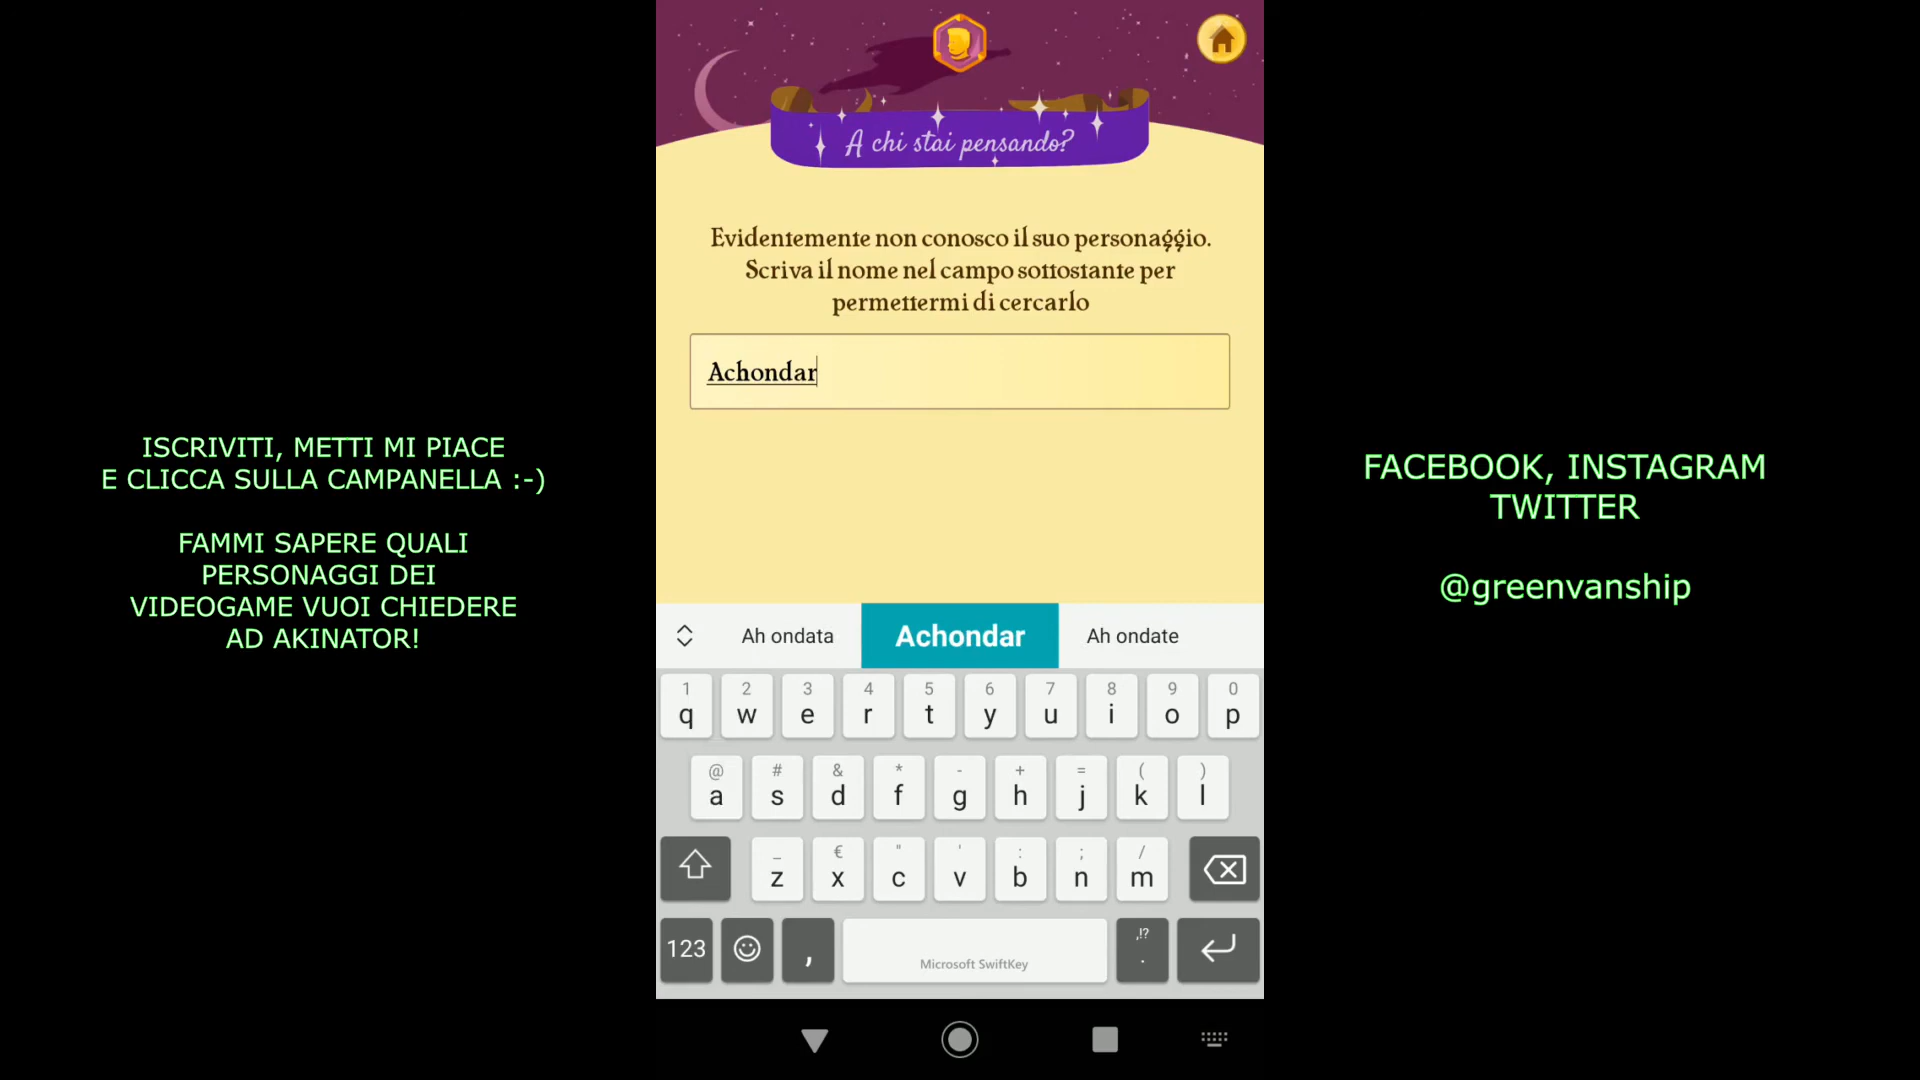 A chi stai pensando?
Evidentemente non conosco il suo personaggio.
Scriva il nome nel campo sottostante per
permettermi di cercarlo
Achondar
ISCRIVITI, METTI MI PIACE
E CLICCA SULLA CAMPANELLA :-)
FAMMI SAPERE QUALI
PERSONAGGI DEI
VIDEOGAME VUOI CHIEDERE
AD AKINATOR!
FACEBOOK, INSTAGRAM
TWITTER
@greenvanship
Ah ondata Achondar Ah ondate
1 2 3 4 5 6 7 8 9 0
q w e r t y u i o p
@ # & * - + = ( )
a s d f g h j k l
_ € " ' : ; /
z x c v b n m
123 , ,!? .
Microsoft SwiftKey